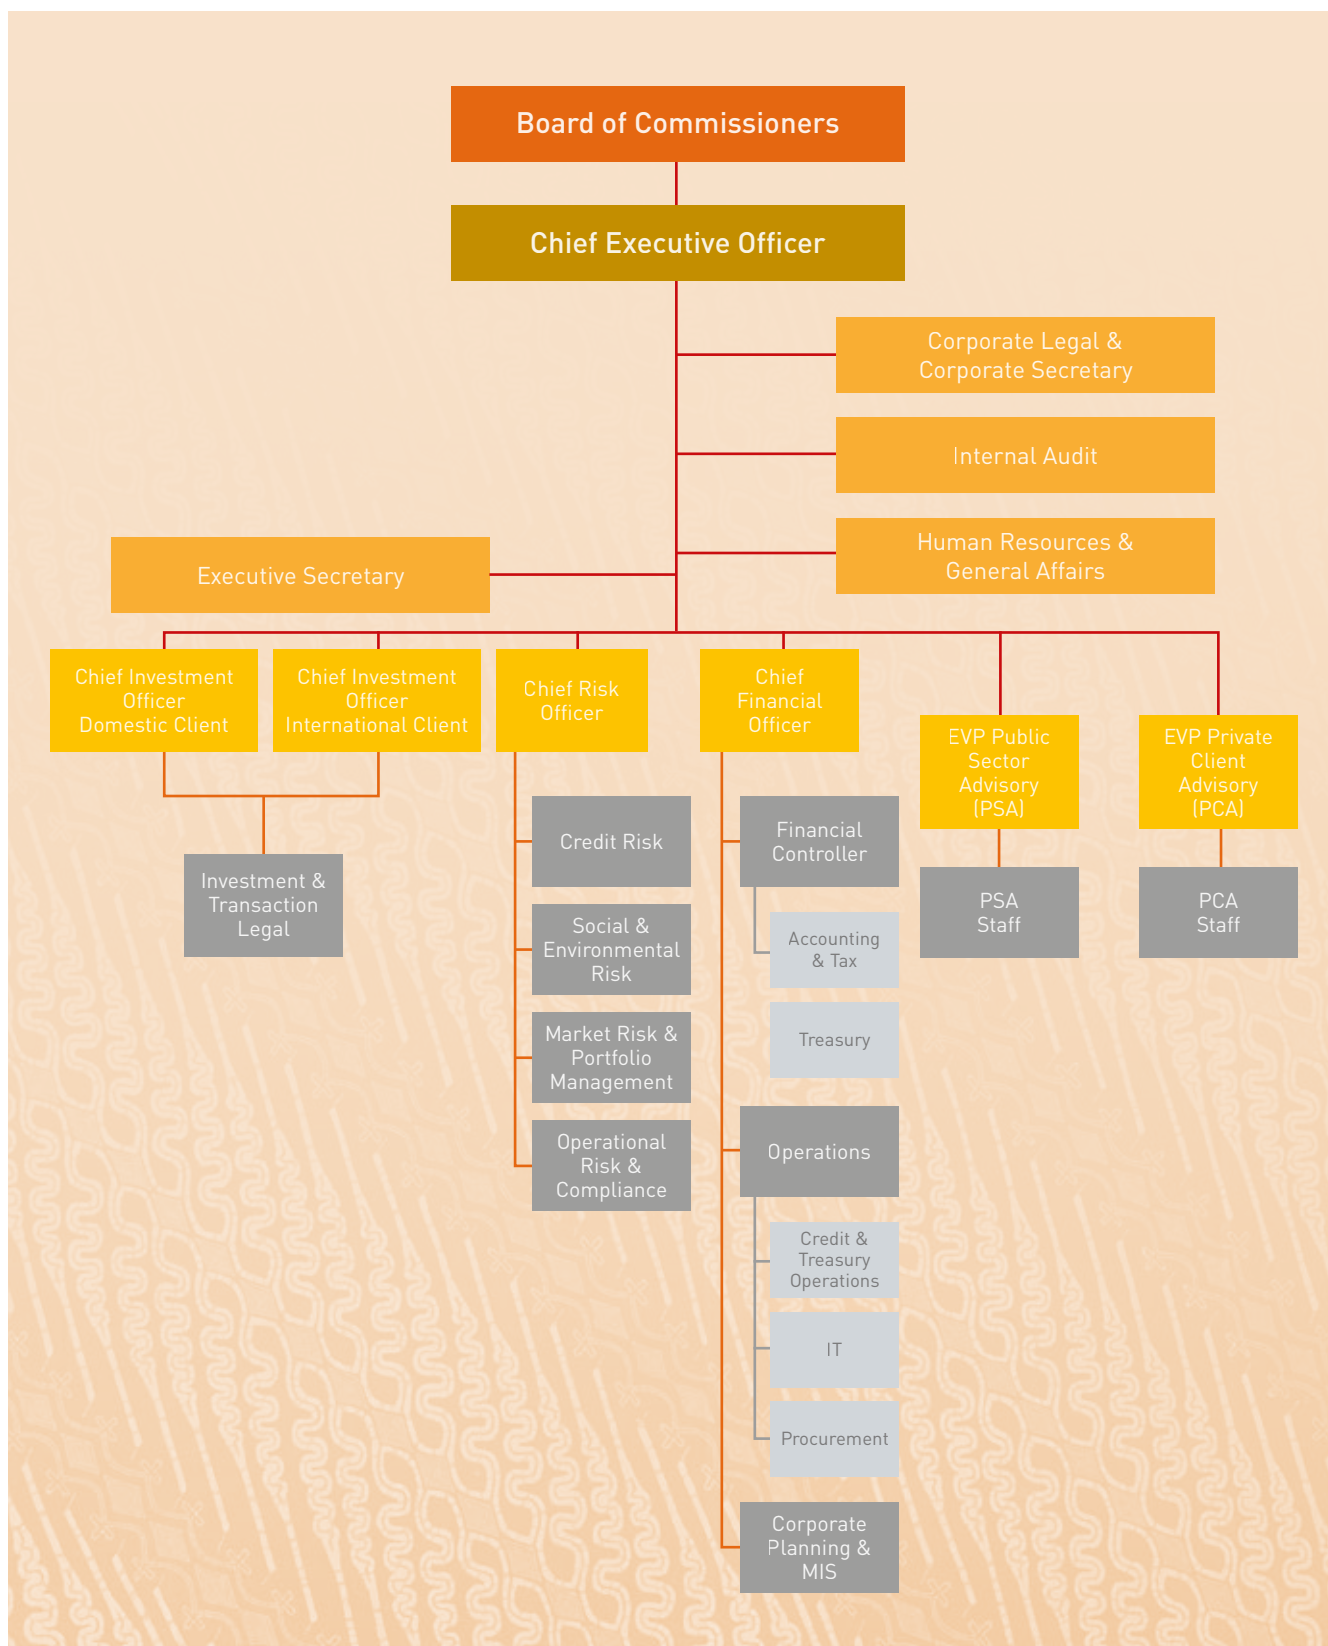 Board of Commissioners
Chief Executive Officer
Corporate Legal &
Corporate Secretary
Internal Audit
Human Resources &
General Affairs
Executive Secretary
Chief Investment
Officer
Domestic Client
Chief Investment
Officer
International Client
Chief Risk
Officer
Chief
Financial
Officer
EVP Public
Sector
Advisory
(PSA)
EVP Private
Client
Advisory
(PCA)
Investment &
Transaction
Legal
Credit Risk
Social &
Environmental
Risk
Market Risk &
Portfolio
Management
Operational
Risk &
Compliance
Financial
Controller
Accounting
& Tax
Treasury
Operations
Credit &
Treasury
Operations
IT
Procurement
Corporate
Planning &
MIS
PSA
Staff
PCA
Staff